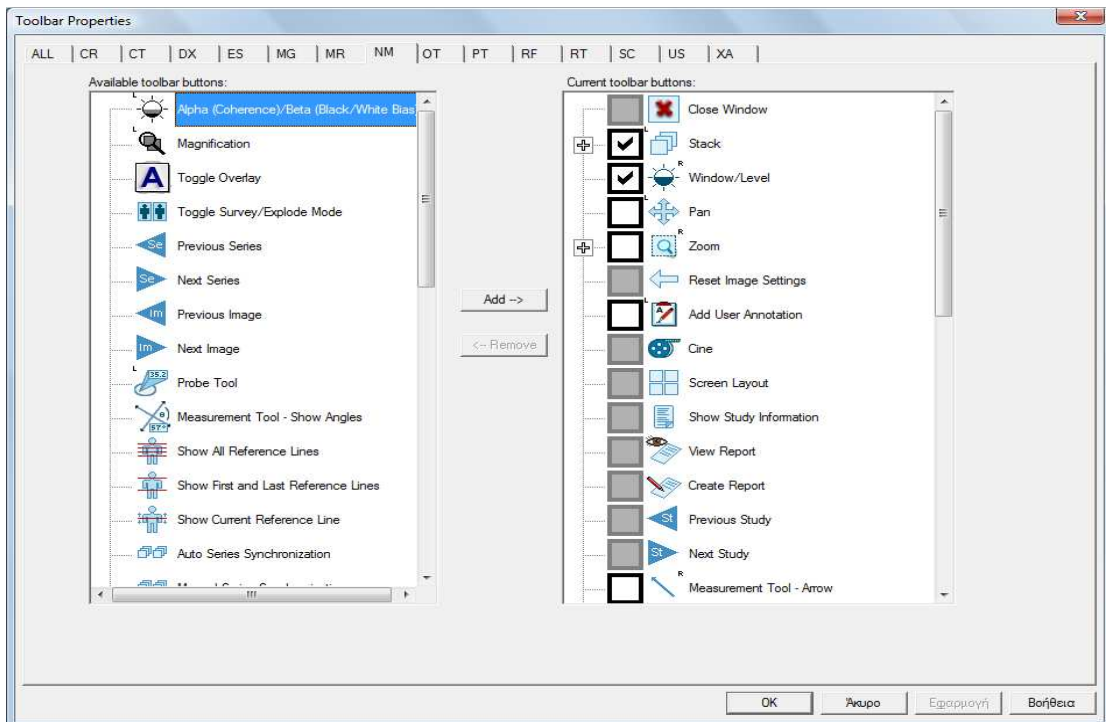 Toolbar Properties
ALL CR CT DX ES MG MR NM OT PT RF RT SC US XA
Available toolbar buttons:
Alpha (Coherence)/Beta (Black/White Bias)
Magnification
Toggle Overlay
Toggle Survey/Explode Mode
Previous Series
Next Series
Previous Image
Next Image
Probe Tool
Measurement Tool - Show Angles
Show All Reference Lines
Show First and Last Reference Lines
Show Current Reference Line
Auto Series Synchronization
Add -->
<-- Remove
Current toolbar buttons:
Close Window
Stack
Window/Level
Pan
Zoom
Reset Image Settings
Add User Annotation
Cine
Screen Layout
Show Study Information
View Report
Create Report
Previous Study
Next Study
Measurement Tool - Arrow
OK Άκυρο Εφαρμογή Βοήθεια